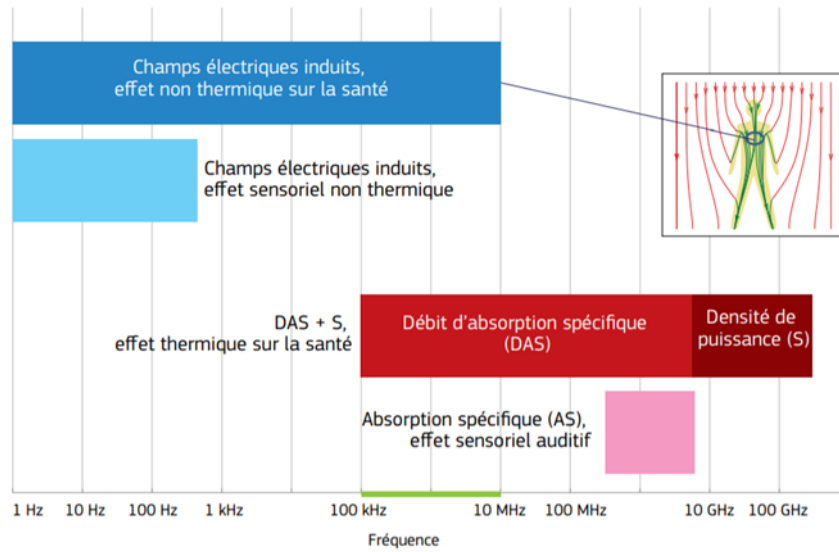 Champs électriques induits,
effet non thermique sur la santé
Champs électriques induits,
effet sensoriel non thermique
DAS + S,
effet thermique sur la santé
Débit d'absorption spécifique
(DAS)
Densité de
puissance (S)
Absorption spécifique (AS),
effet sensoriel auditif
1 Hz 10 Hz 100 Hz 1 kHz 100 kHz 10 MHz 100 MHz 10 GHz 100 GHz
Fréquence